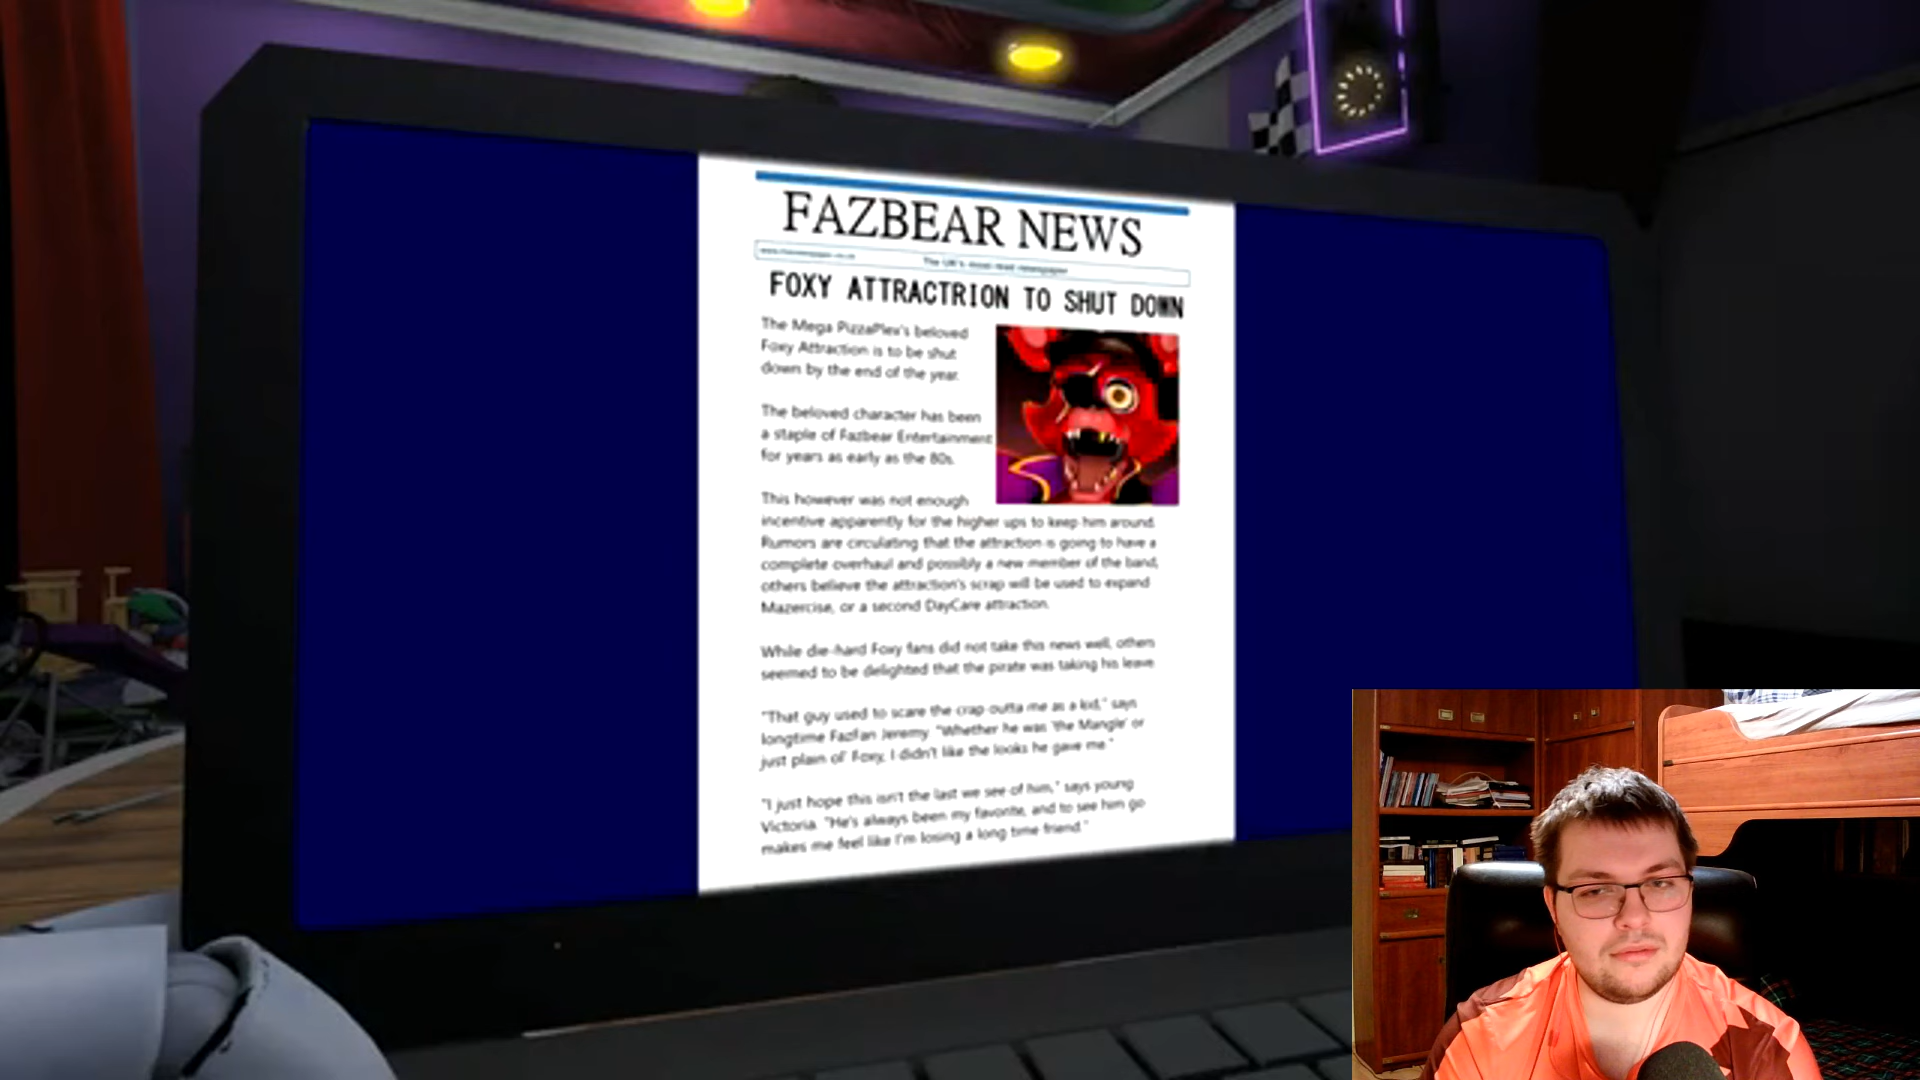 FAZBEAR NEWS
The UK's most read newspaper
FOXY ATTRACTRION TO SHUT DOWN
The Mega PizzaPlex's beloved
Foxy Attraction is to be shut
down by the end of the year.
The beloved character has been
a staple of Fazbear Entertainment
for years as early as the 80s.
This however was not enough
incentive apparently for the higher ups to keep him around.
Rumors are circulating that the attraction is going to have a
complete overhaul and possibly a new member of the band,
others believe the attraction's scrap will be used to expand
Mazercise, or a second DayCare attraction.
While die-hard Foxy fans did not take this news well, others
seemed to be delighted that the pirate was taking his leave
"That guy used to scare the crap outta me as a kid," says
longtime FazFan Jeremy. "Whether he was 'the Mangle' or
just plain ol' Foxy, I didn't like the looks he gave me."
"I just hope this isn't the last we see of him," says young
Victoria. "He's always been my favorite, and to see him go
makes me feel like I'm losing a long time friend."